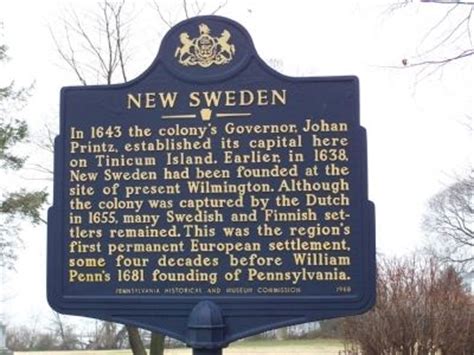 NEW SWEDEN
In 1643 the colony's Governor, Johan
Printz, established its capital here
on Tinicum Island. Earlier, in 1638,
New Sweden had been founded at the
site of present Wilmington. Although
the colony was captured by the Dutch
in 1655, many Swedish and Finnish set-
tlers remained. This was the region's
first permanent European settlement,
some four decades before William
Penn's 1681 founding of Pennsylvania.
PENNSYLVANIA HISTORICAL AND MUSEUM COMMISSION 1968